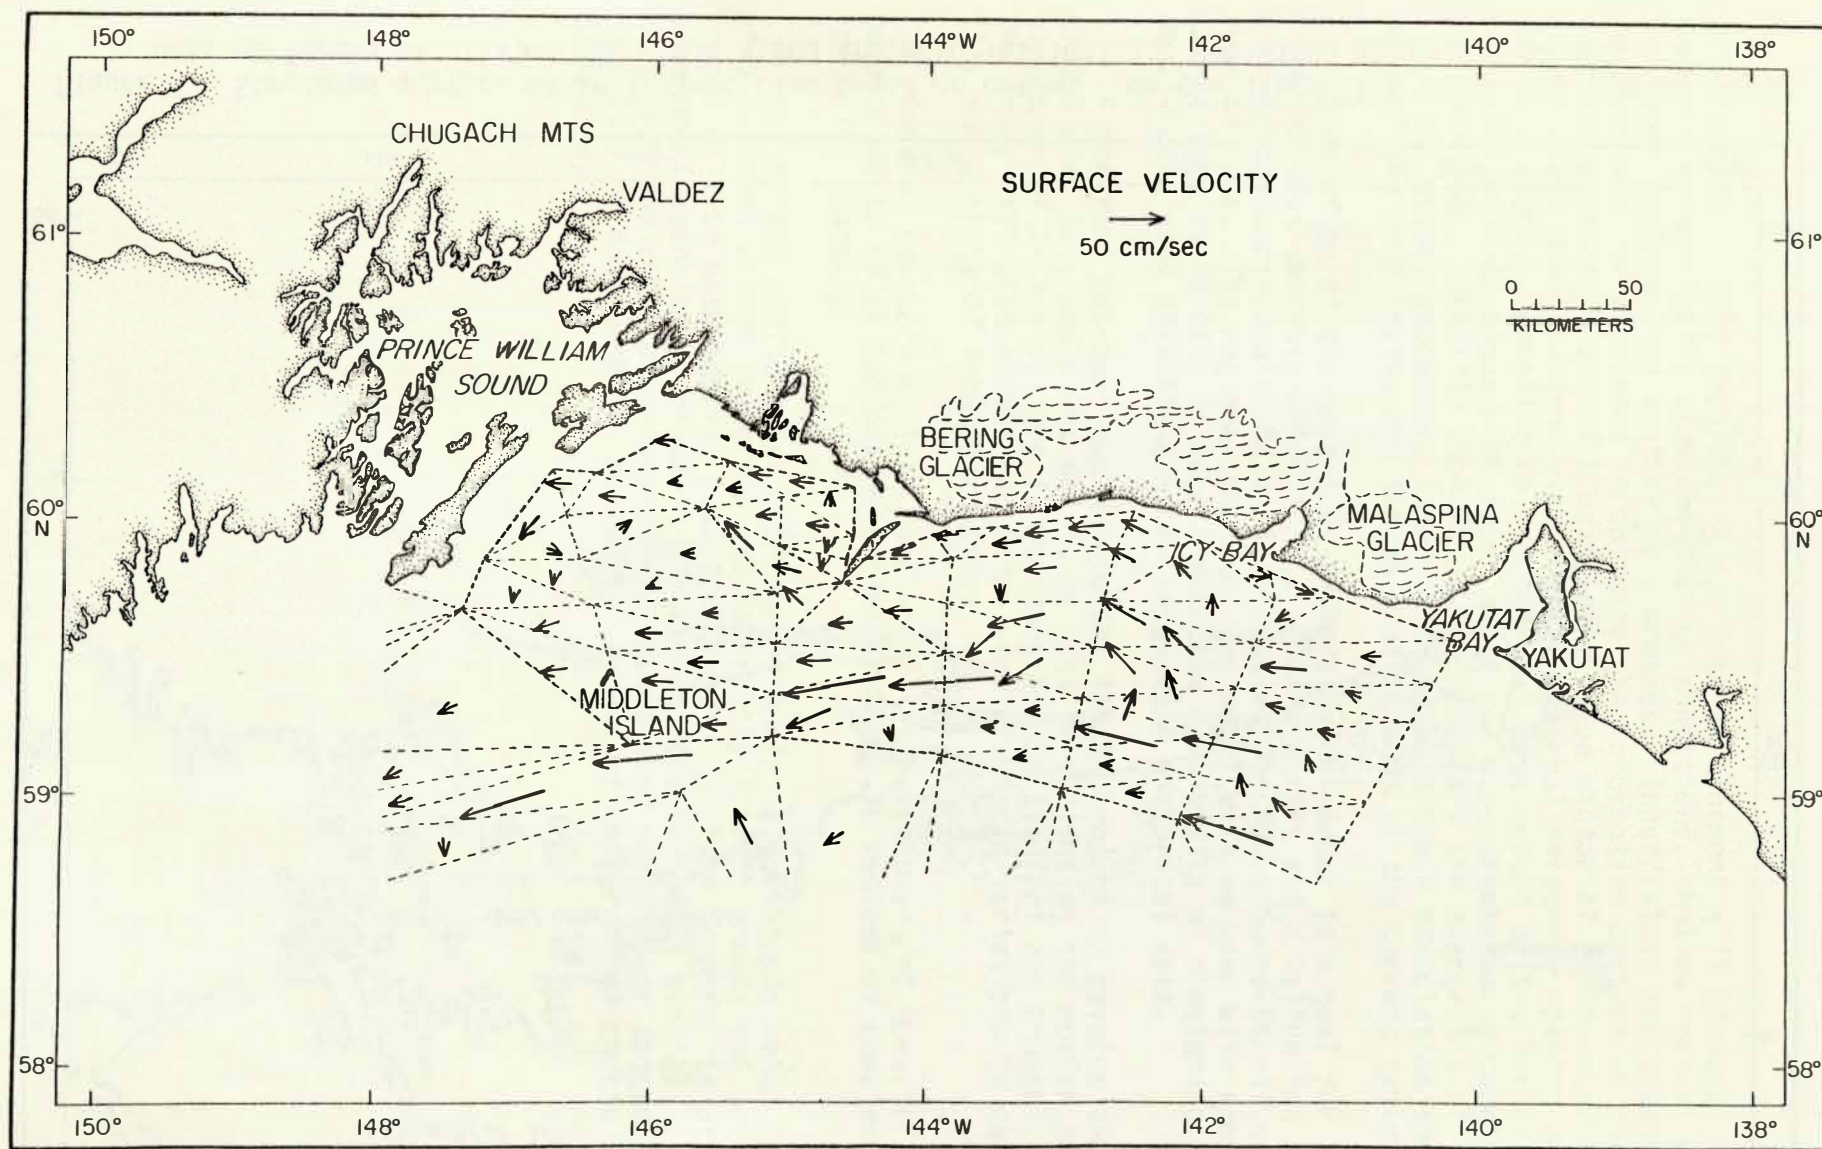 150° 148° 146° 144°W 142° 140° 138°
CHUGACH MTS
VALDEZ
SURFACE VELOCITY
50 cm/sec
61° 61°
0 50
KILOMETERS
PRINCE WILLIAM
SOUND
BERING
GLACIER
MALASPINA
GLACIER
60° 60°
N N
ICY BAY
YAKUTAT
BAY
YAKUTAT
MIDDLETON
ISLAND
59° 59°
58° 58°
150° 148° 146° 144°W 142° 140° 138°